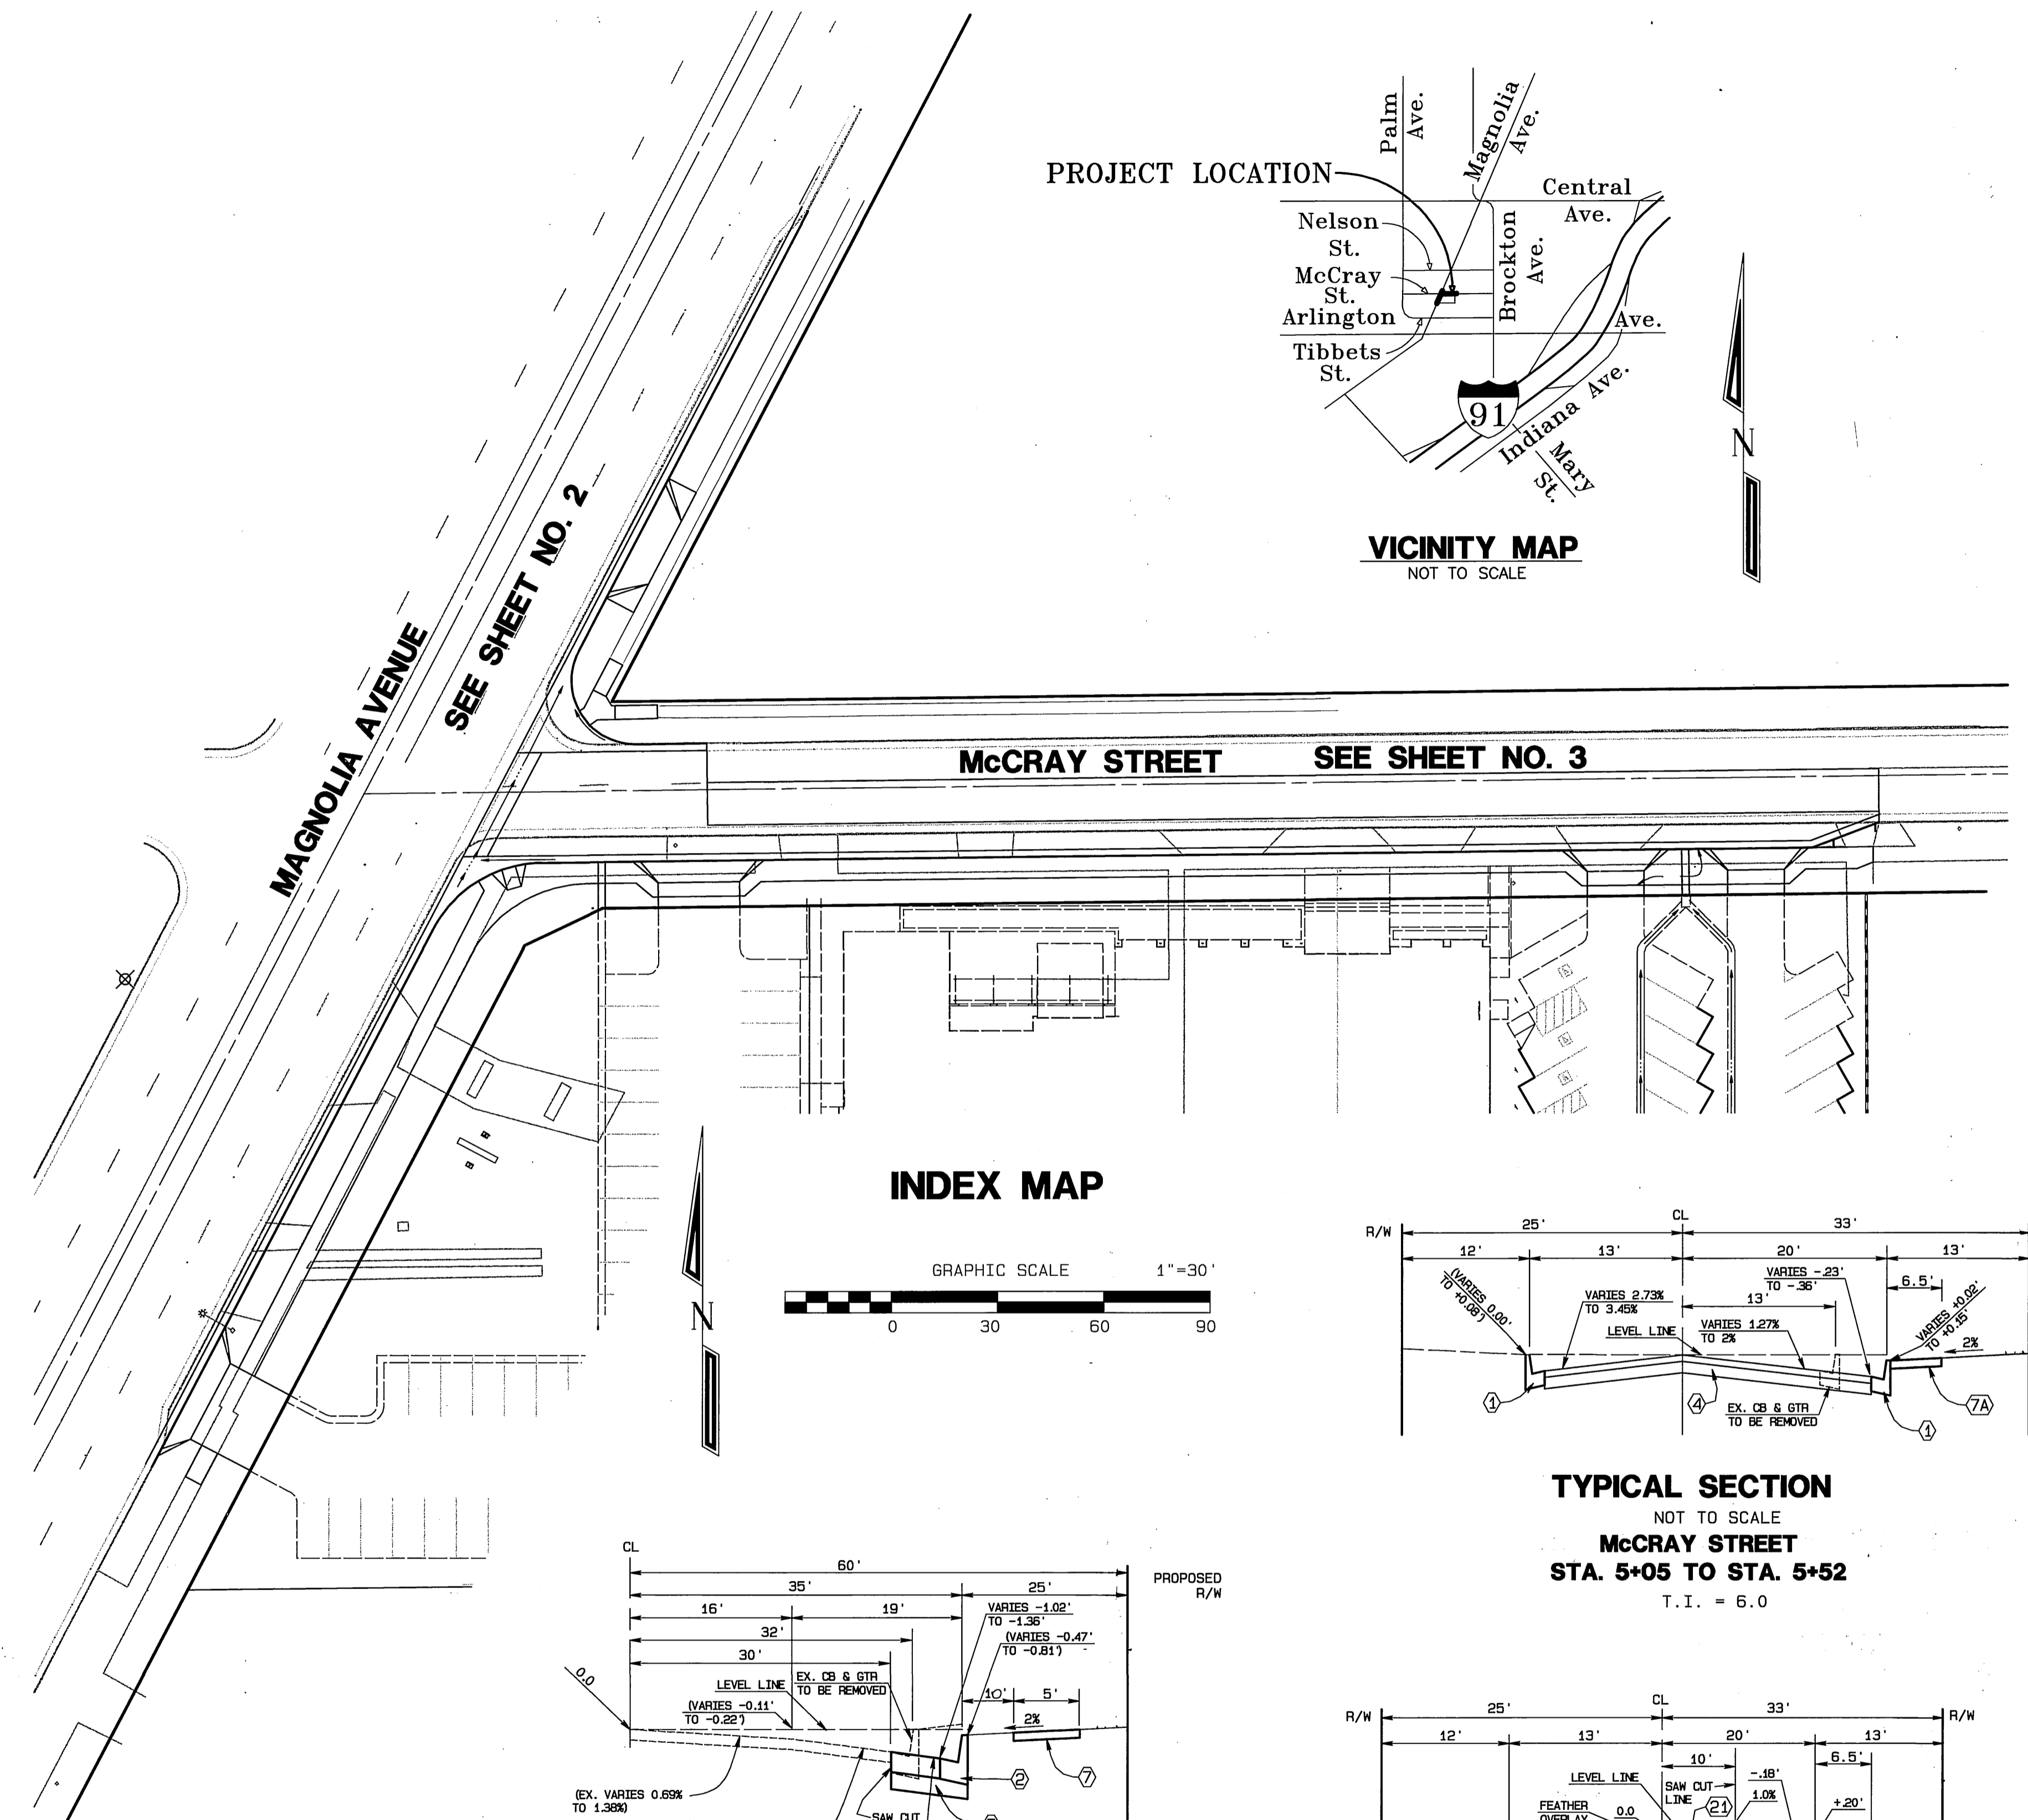 Palm
Ave.
Magnolia
Ave.
PROJECT LOCATION
Central
Ave.
Nelson
St.
McCray
St.
Arlington
Ave.
Brockton
Ave.
Tibbets
St.
91
Indiana Ave.
Mary
St.
N
VICINITY MAP
NOT TO SCALE
MAGNOLIA AVENUE
SEE SHEET NO. 2
McCRAY STREET SEE SHEET NO. 3
INDEX MAP
N
GRAPHIC SCALE 1"=30'
0 30 60 90
R/W
CL
25'
33'
12'
13'
20'
13'
(VARIES 0.00'
TO +0.08')
VARIES 2.73%
TO 3.45%
VARIES -.23'
TO -.36'
13'
6.5'
LEVEL LINE
VARIES 1.27%
TO 2%
VARIES +0.02'
TO +0.15'
2%
1
4
EX. CB & GTR
TO BE REMOVED
7A
1
TYPICAL SECTION
NOT TO SCALE
McCRAY STREET
STA. 5+05 TO STA. 5+52
T.I. = 6.0
CL
60'
PROPOSED
R/W
35'
25'
16'
19'
VARIES -1.02'
TO -1.36'
32'
(VARIES -0.47'
TO -0.81')
30'
0.0
LEVEL LINE
EX. CB & GTR
TO BE REMOVED
(VARIES -0.11'
TO -0.22')
10'
5'
2%
2
7
(EX. VARIES 0.69%
TO 1.38%)
SAW CUT
R/W
CL
R/W
25'
33'
12'
13'
20'
13'
10'
6.5'
LEVEL LINE
SAW CUT
LINE
-.18'
1.0%
FEATHER
OVERLAY
0.0
21
+.20'